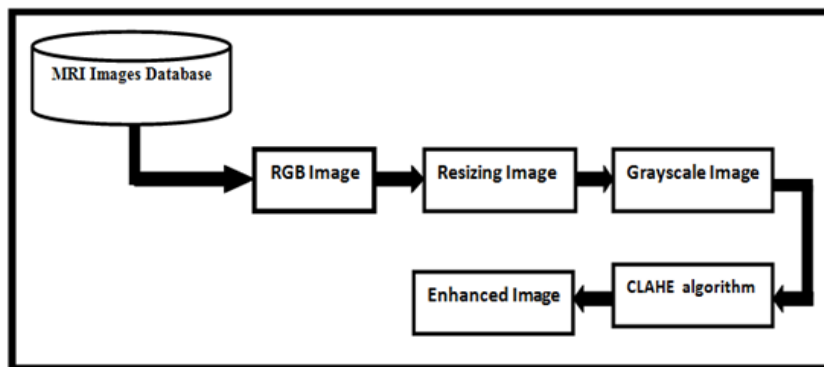 MRI Images Database
RGB Image
Resizing Image
Grayscale Image
CLAHE algorithm
Enhanced Image